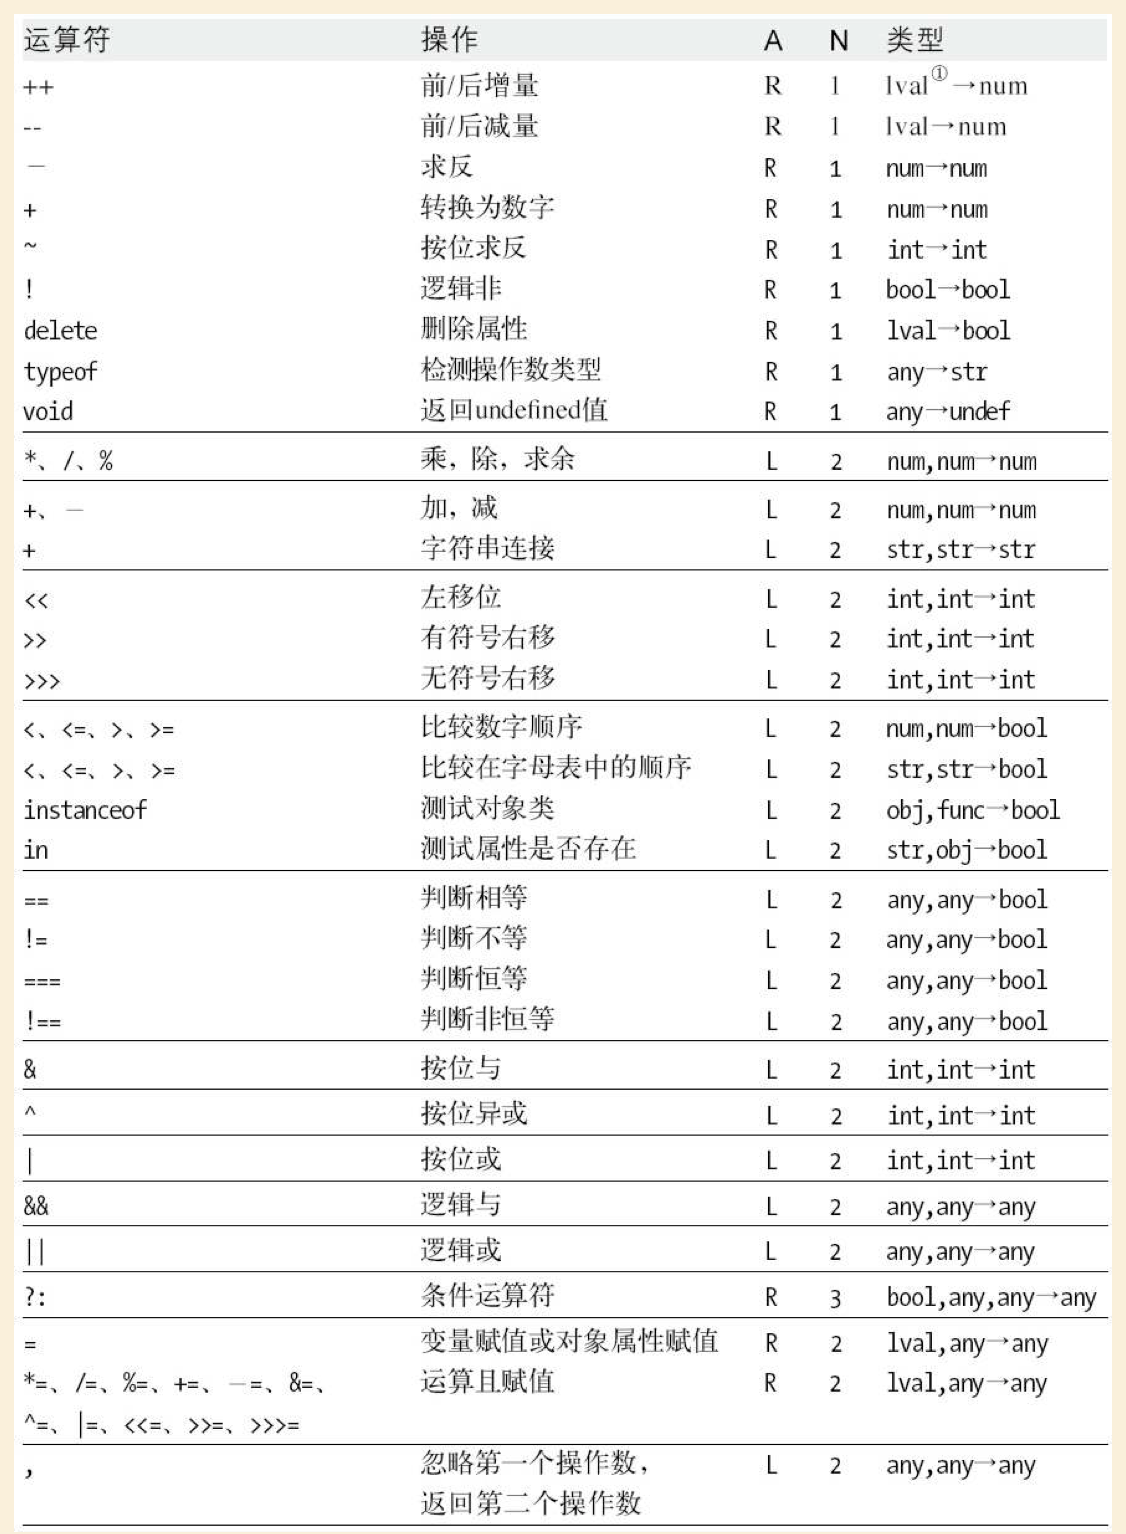 运算符 操作 A N 类型
++ 前/后增量 R 1 lval①→num
-- 前/后减量 R 1 lval→num
－ 求反 R 1 num→num
+ 转换为数字 R 1 num→num
~ 按位求反 R 1 int→int
! 逻辑非 R 1 bool→bool
delete 删除属性 R 1 lval→bool
typeof 检测操作数类型 R 1 any→str
void 返回undefined值 R 1 any→undef
*、/、% 乘, 除, 求余 L 2 num,num→num
+、－ 加, 减 L 2 num,num→num
+ 字符串连接 L 2 str,str→str
<< 左移位 L 2 int,int→int
>> 有符号右移 L 2 int,int→int
>>> 无符号右移 L 2 int,int→int
<、<=、>、>= 比较数字顺序 L 2 num,num→bool
<、<=、>、>= 比较在字母表中的顺序 L 2 str,str→bool
instanceof 测试对象类 L 2 obj,func→bool
in 测试属性是否存在 L 2 str,obj→bool
== 判断相等 L 2 any,any→bool
!= 判断不等 L 2 any,any→bool
=== 判断恒等 L 2 any,any→bool
!== 判断非恒等 L 2 any,any→bool
& 按位与 L 2 int,int→int
^ 按位异或 L 2 int,int→int
| 按位或 L 2 int,int→int
&& 逻辑与 L 2 any,any→any
|| 逻辑或 L 2 any,any→any
?: 条件运算符 R 3 bool,any,any→any
= 变量赋值或对象属性赋值 R 2 lval,any→any
*=、/=、%=、+=、－=、&=、 运算且赋值 R 2 lval,any→any
^=、|=、<<=、>>=、>>>=
, 忽略第一个操作数, L 2 any,any→any
返回第二个操作数